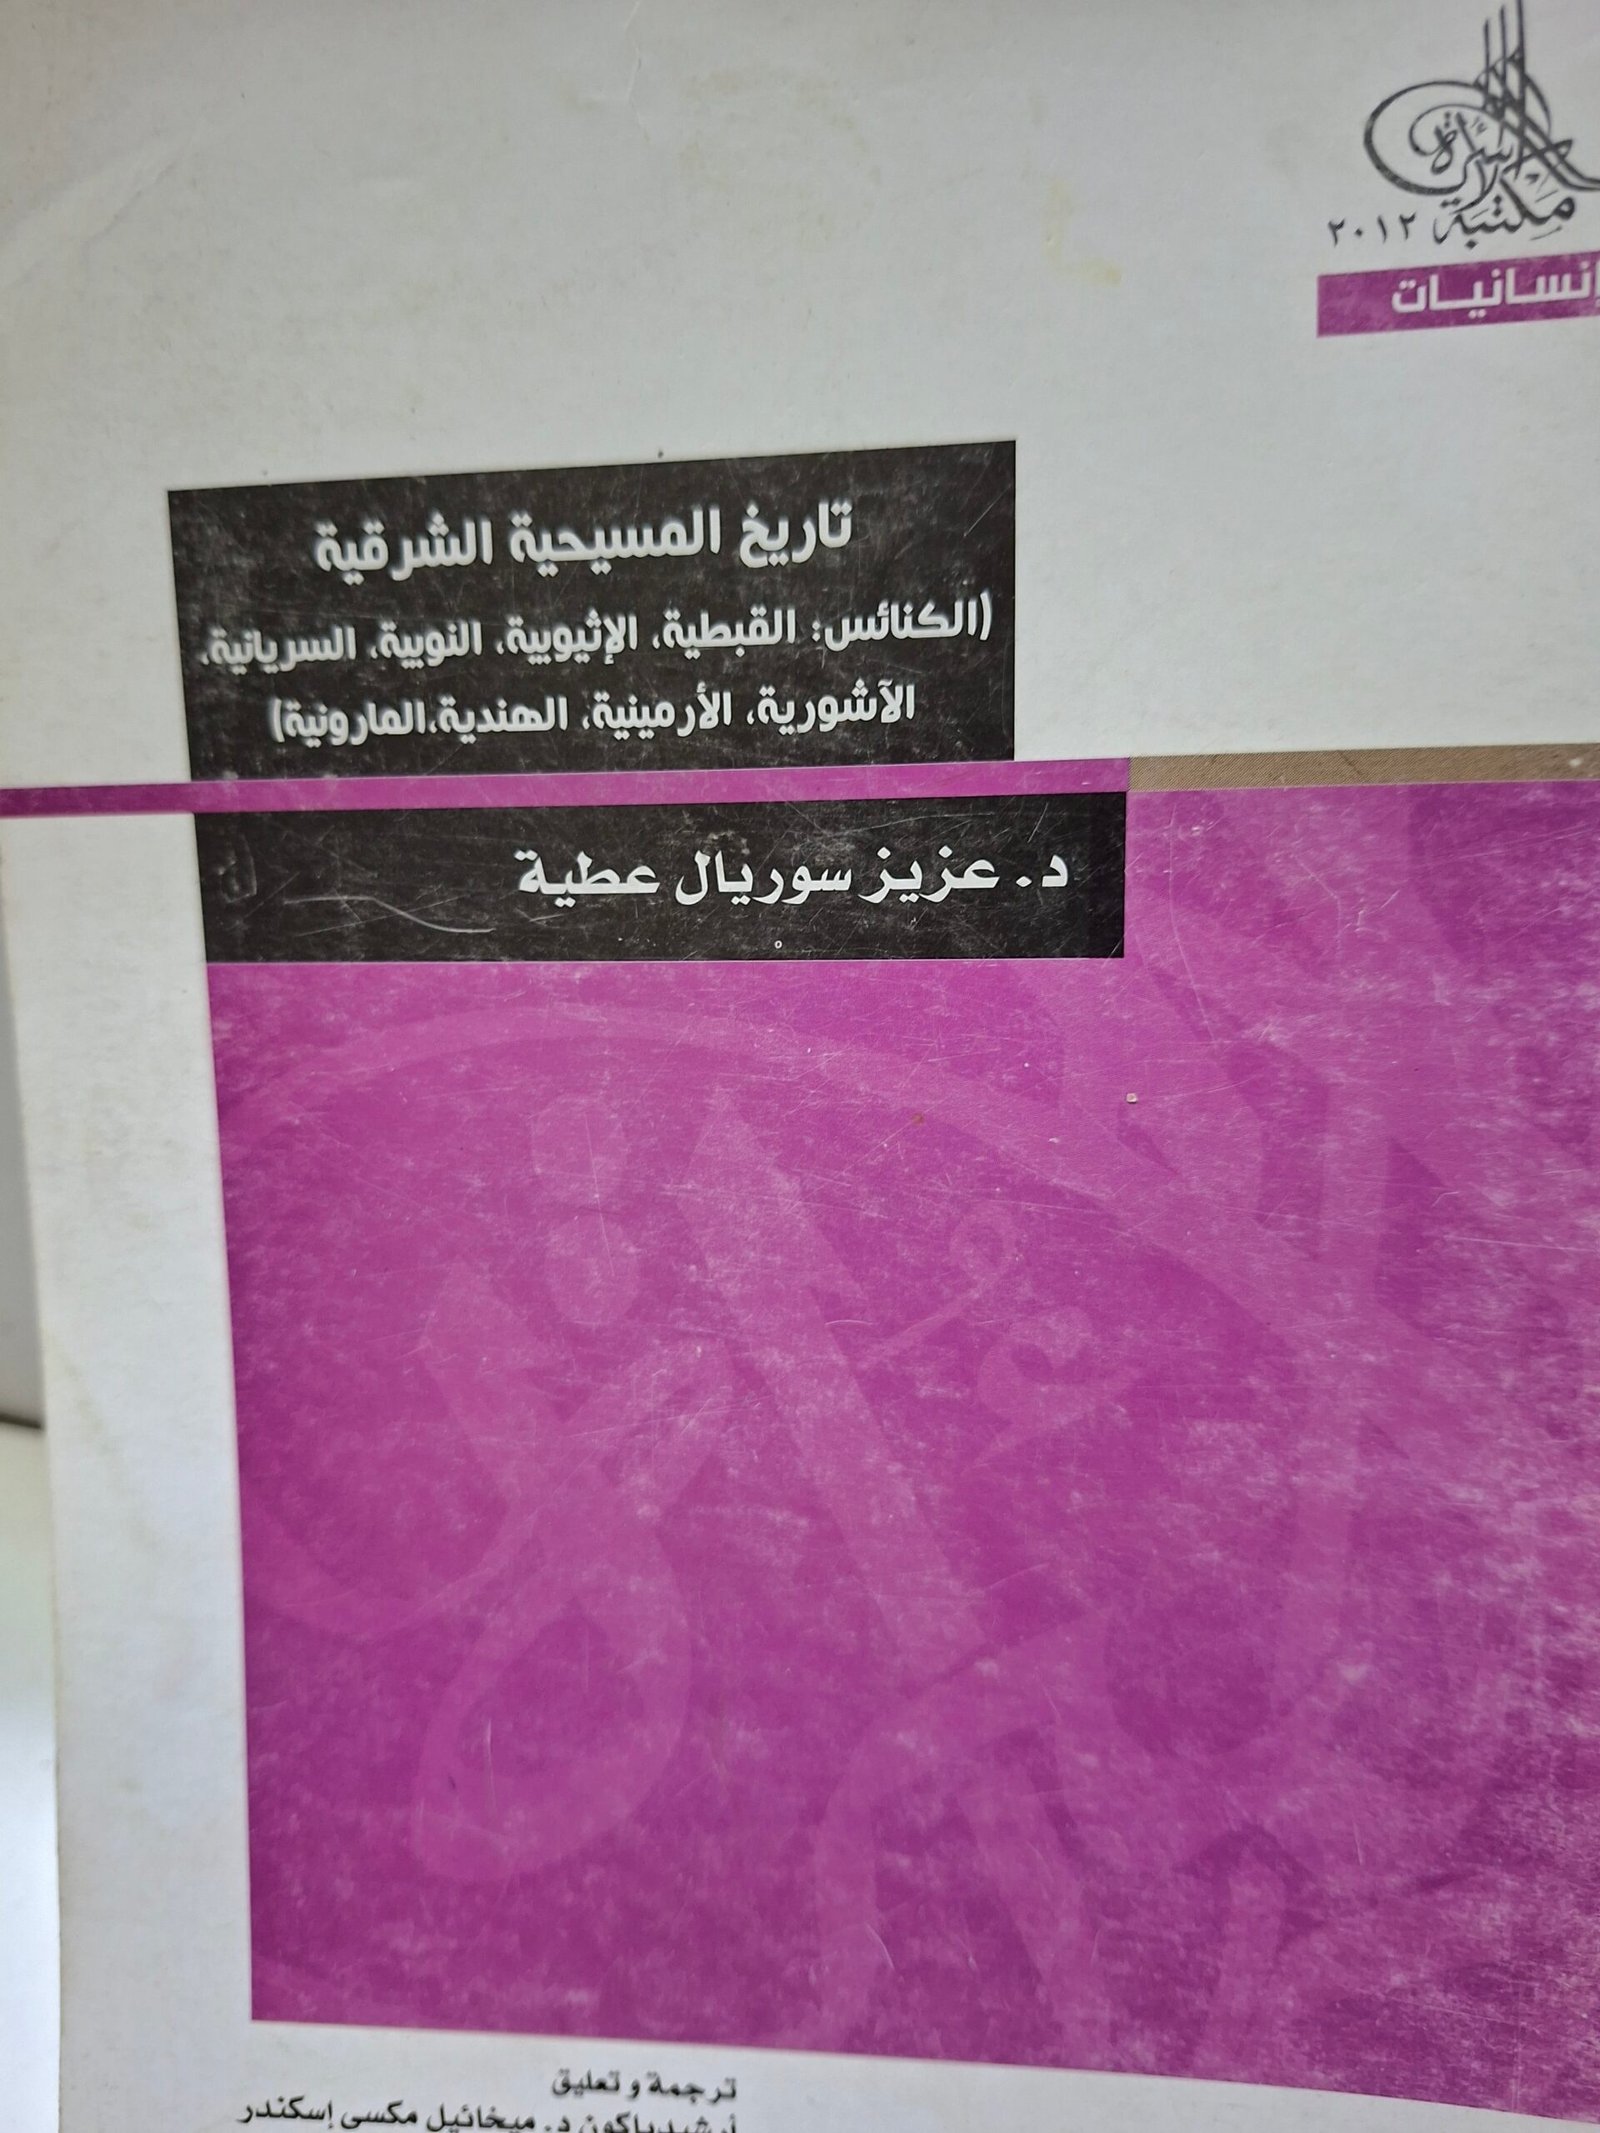 مكتبة الأسرة
٢٠١٢
إنسانيات
تاريخ المسيحية الشرقية
(الكنائس: القبطية، الإثيوبية، النوبية، السريانية،
الآشورية، الأرمينية، الهندية،المارونية)
د. عزيز سوريال عطية
ترجمة و تعليق
أرشيدياكون د. ميخائيل مكسى إسكندر